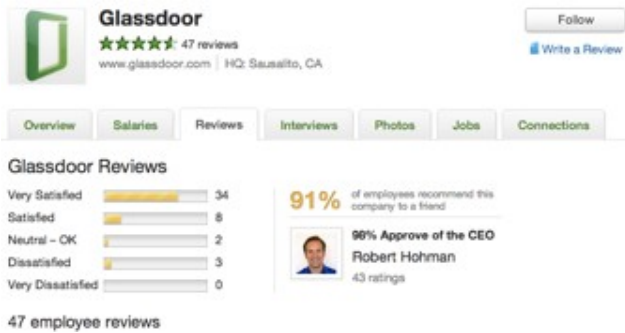 Glassdoor
47 reviews
www.glassdoor.com | HQ: Sausalito, CA
Follow
Write a Review
Overview Salaries Reviews Interviews Photos Jobs Connections
Glassdoor Reviews
Very Satisfied 34
Satisfied 8
Neutral – OK 2
Dissatisfied 3
Very Dissatisfied 0
91% of employees recommend this
company to a friend
98% Approve of the CEO
Robert Hohman
43 ratings
47 employee reviews